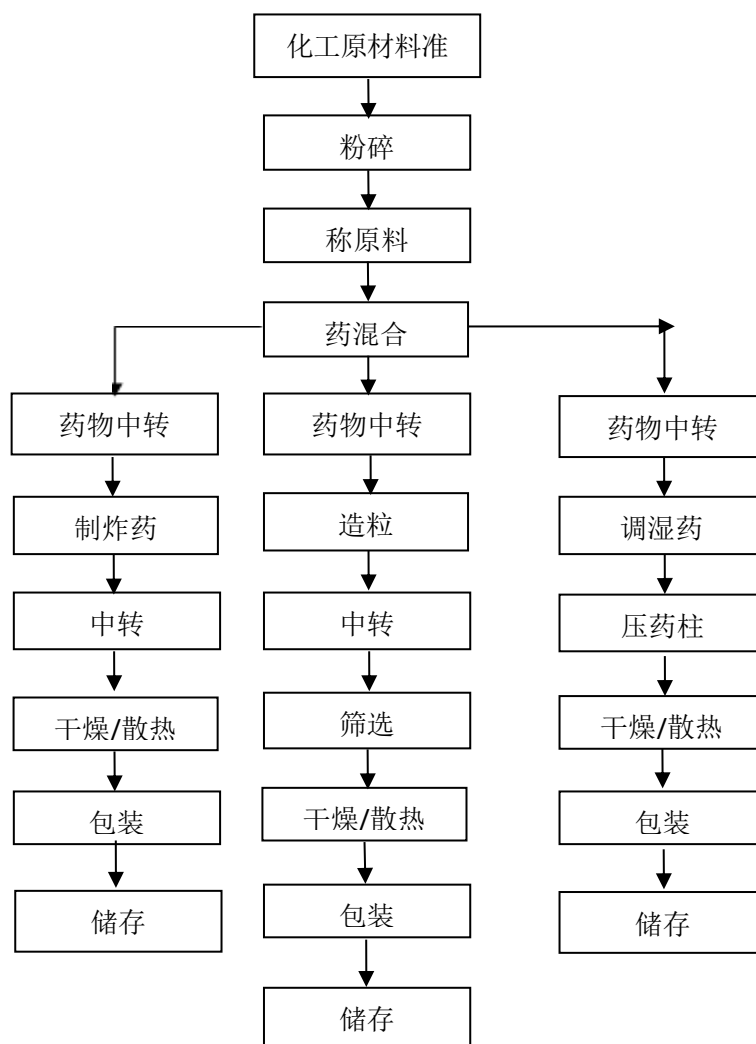 化工原材料准
粉碎
称原料
药混合
药物中转
药物中转
药物中转
制炸药
造粒
调湿药
中转
中转
压药柱
干燥/散热
筛选
干燥/散热
包装
干燥/散热
包装
储存
包装
储存
储存